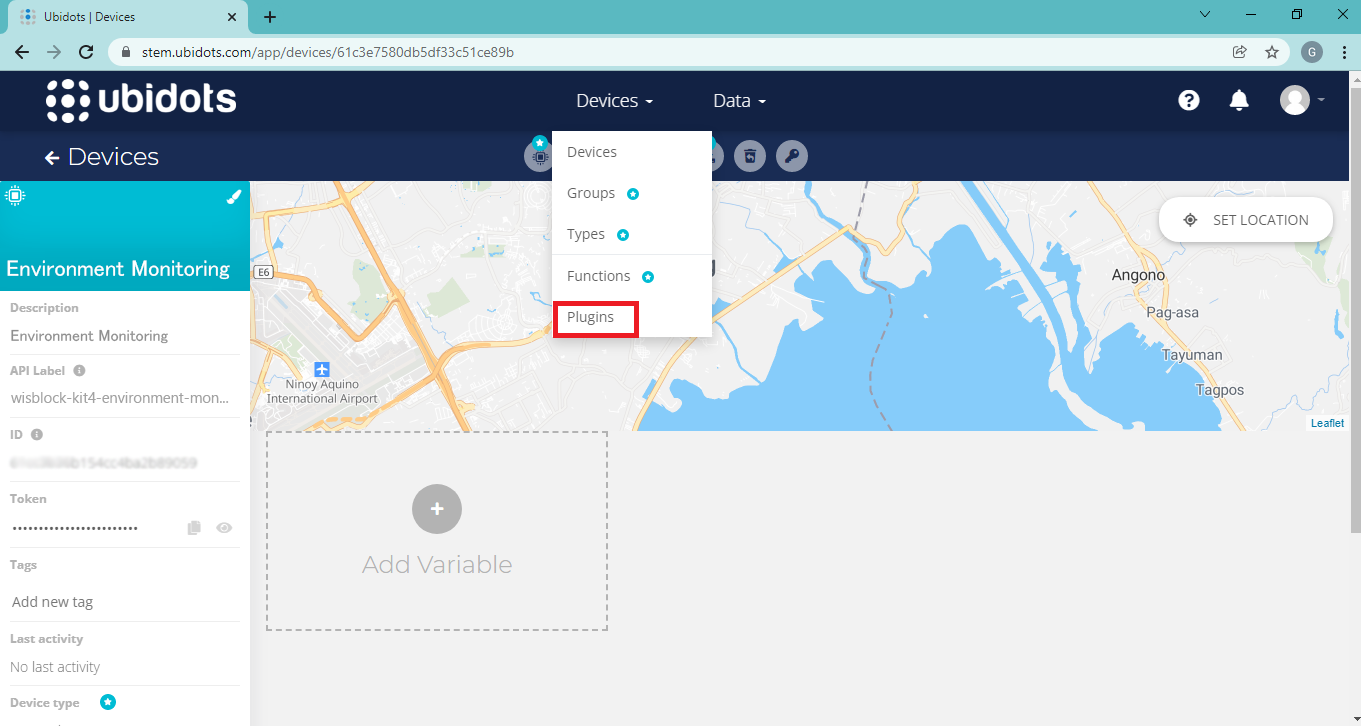 Ubidots | Devices
stem.ubidots.com/app/devices/61c3e7580db5df33c51ce89b
G
ubidots
Devices
Data
?
Devices
Devices
Groups
Types
Functions
Plugins
SET LOCATION
Environment Monitoring
Description
Environment Monitoring
API Label
wisblock-kit4-environment-mon...
ID
Token
Tags
Add new tag
Last activity
No last activity
Device type
E6
Ninoy Aquino
International Airport
Angono
Pag-asa
Tayuman
Tagpos
Leaflet
Add Variable